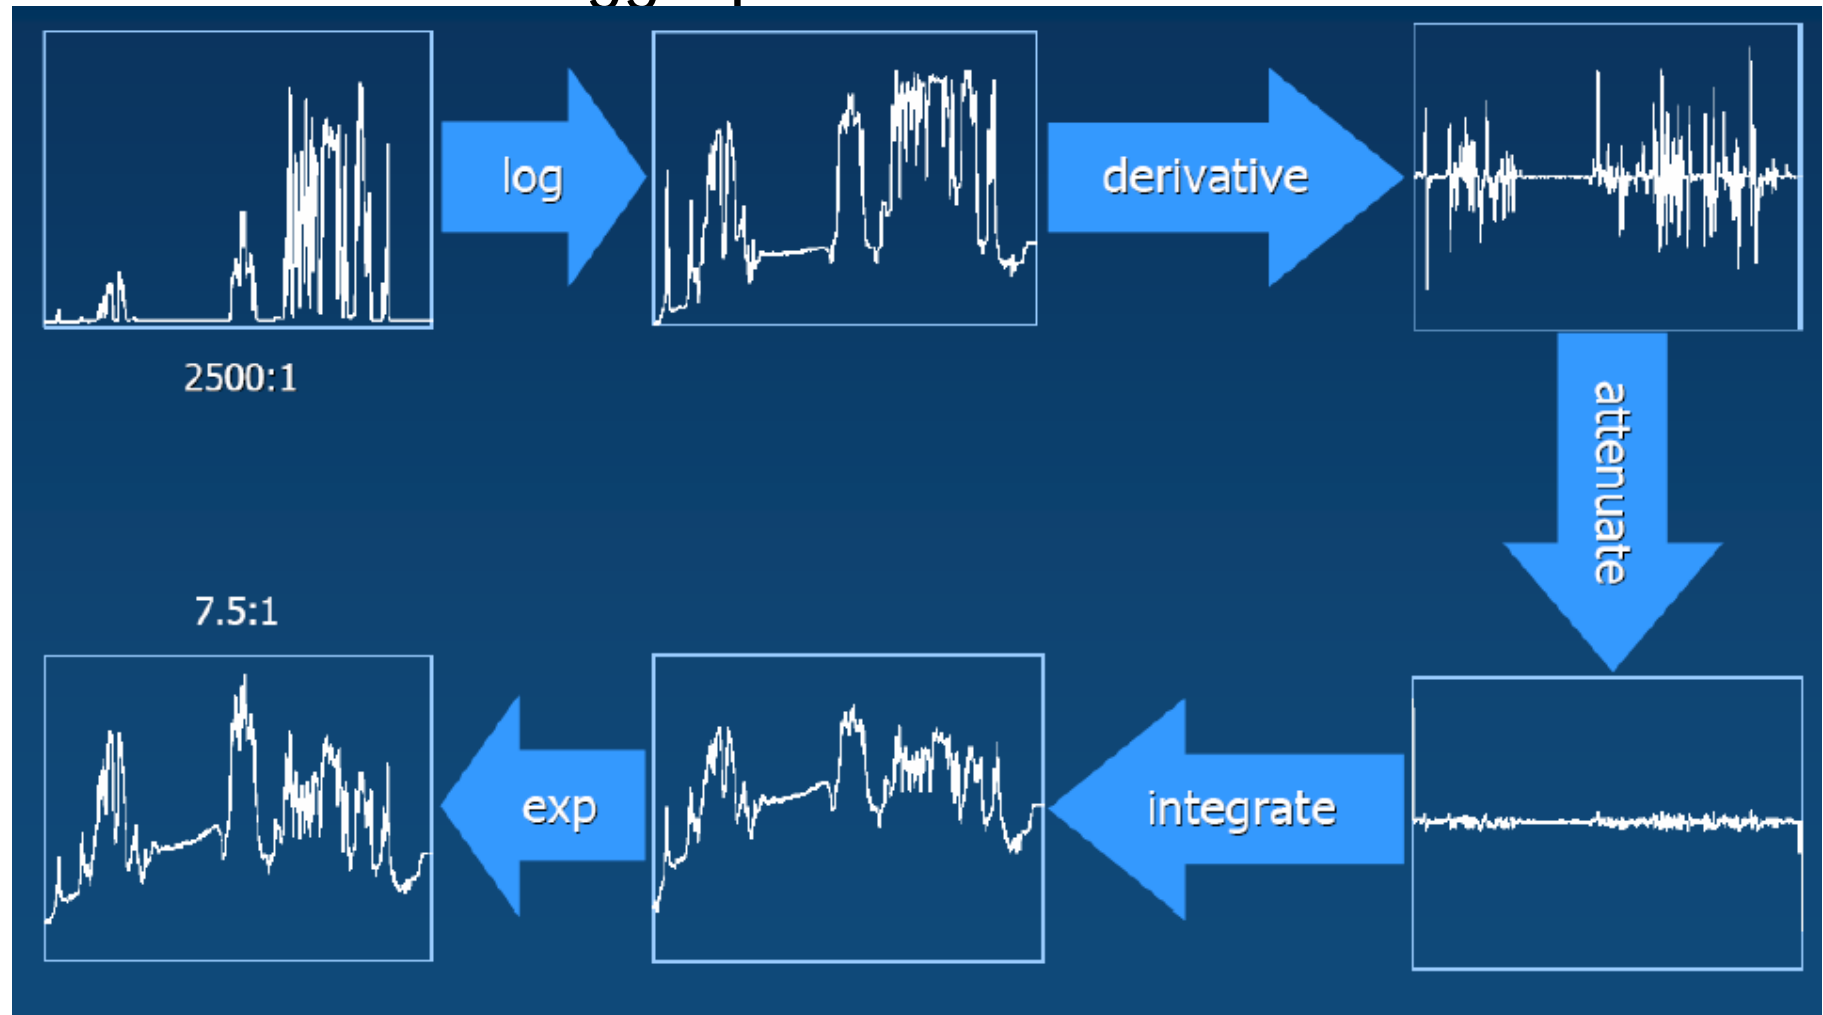 log
derivative
2500:1
attenuate
7.5:1
exp
integrate